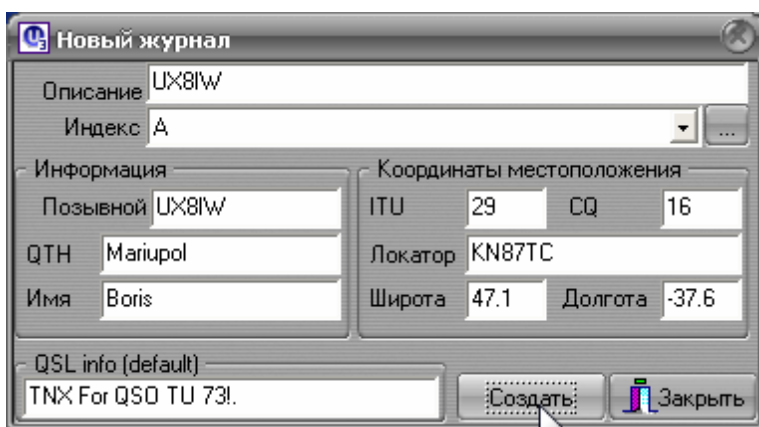 Новый журнал
Описание UX8IW
Индекс A ...
Информация
Позывной UX8IW
QTH Mariupol
Имя Boris
Координаты местоположения
ITU 29 CQ 16
Локатор KN87TC
Широта 47.1 Долгота -37.6
QSL info (default)
TNX For QSO TU 73!.
Создать Закрыть